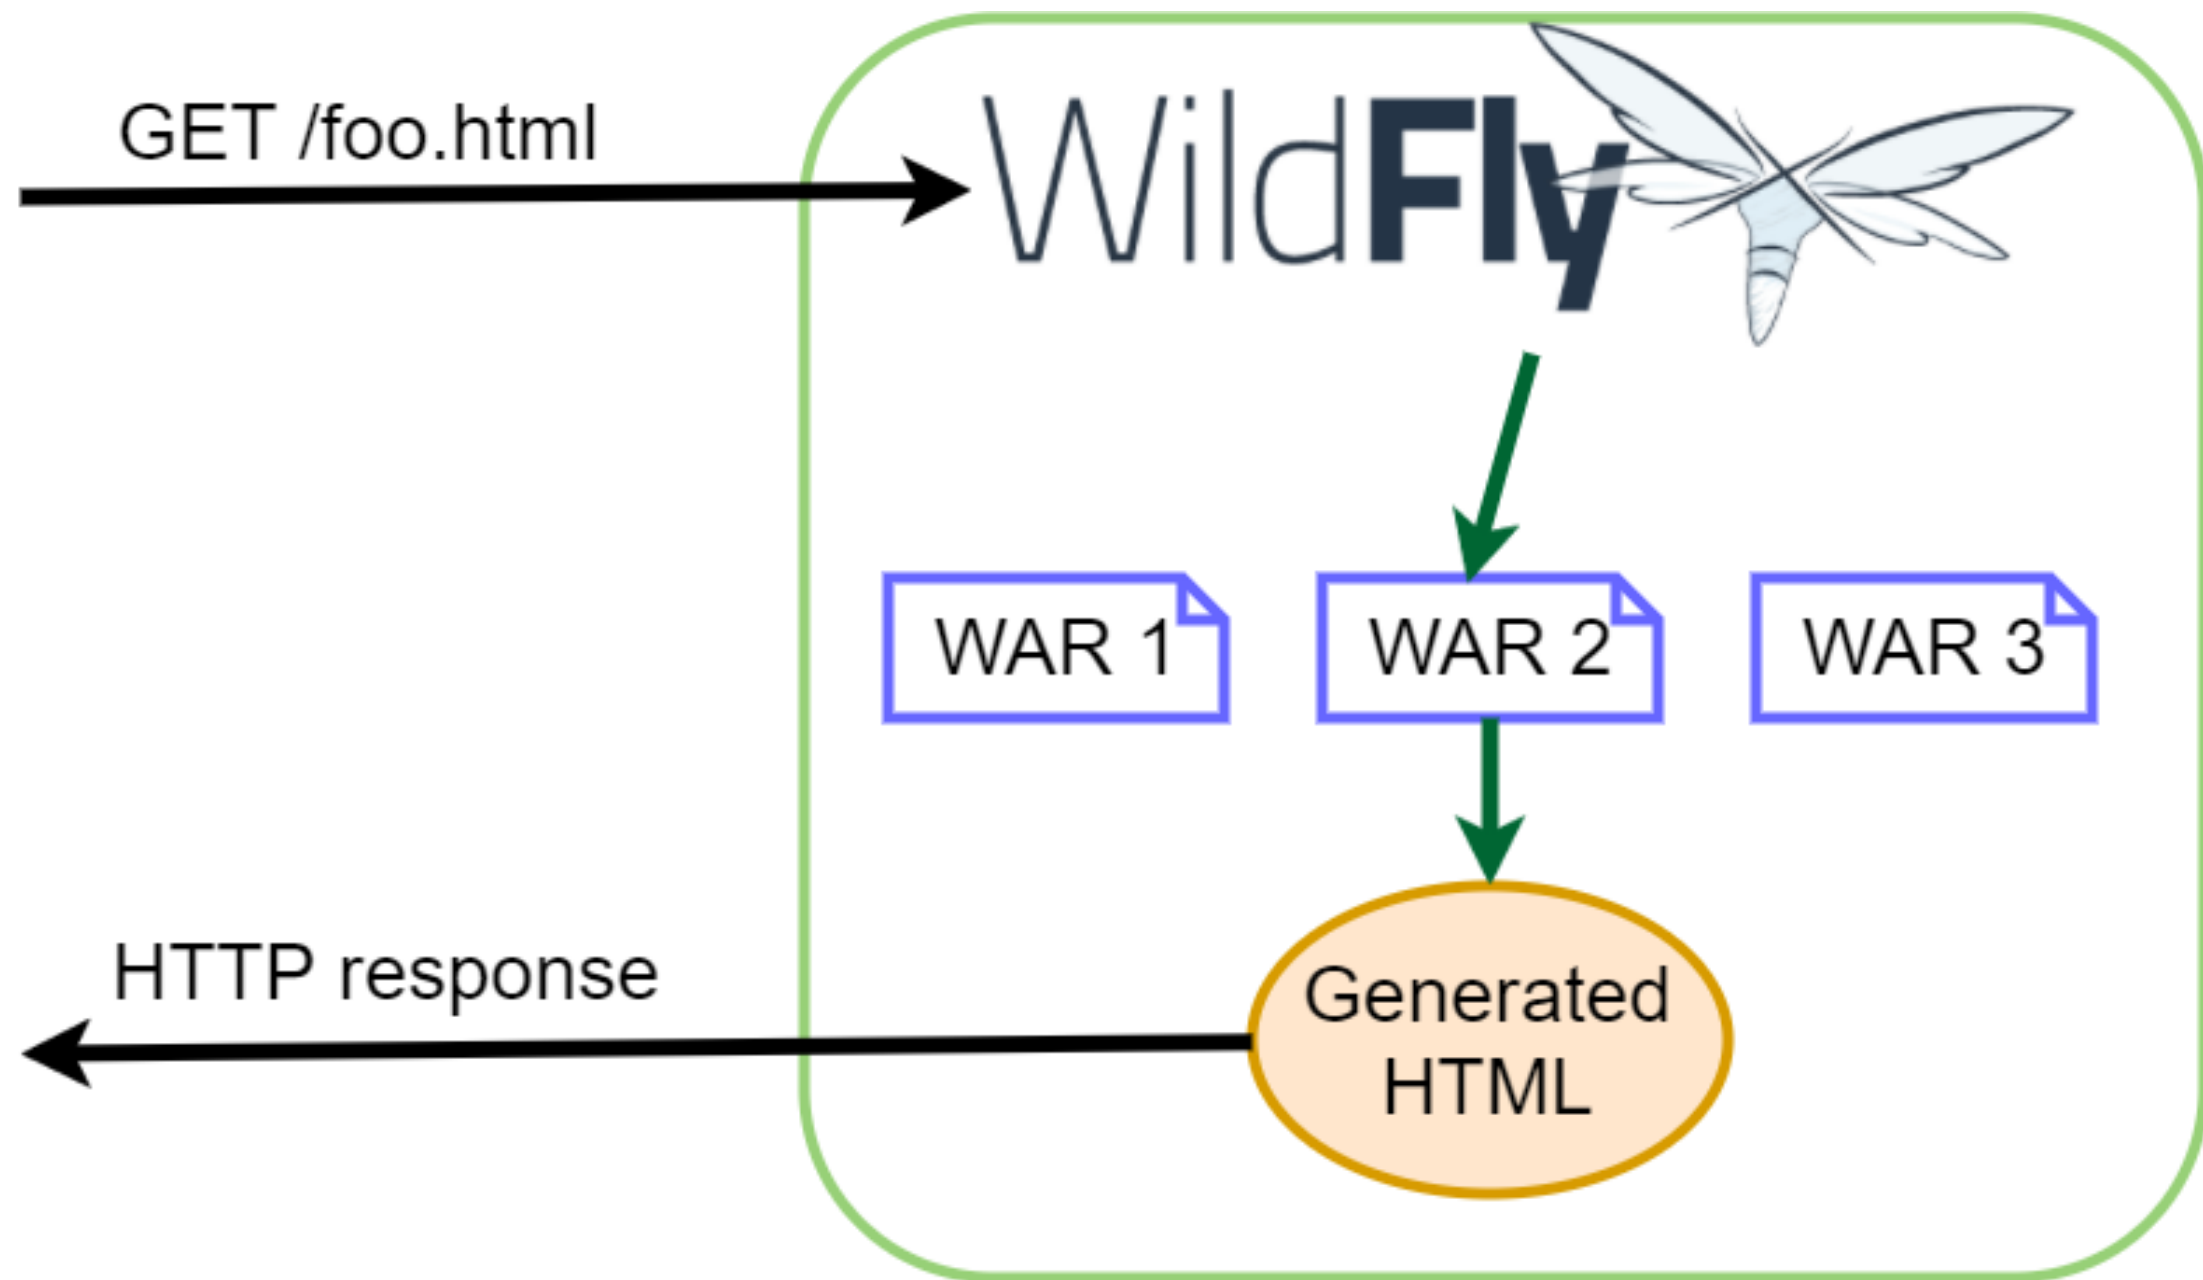 GET /foo.html
WildFly
WAR 1
WAR 2
WAR 3
HTTP response
Generated
HTML